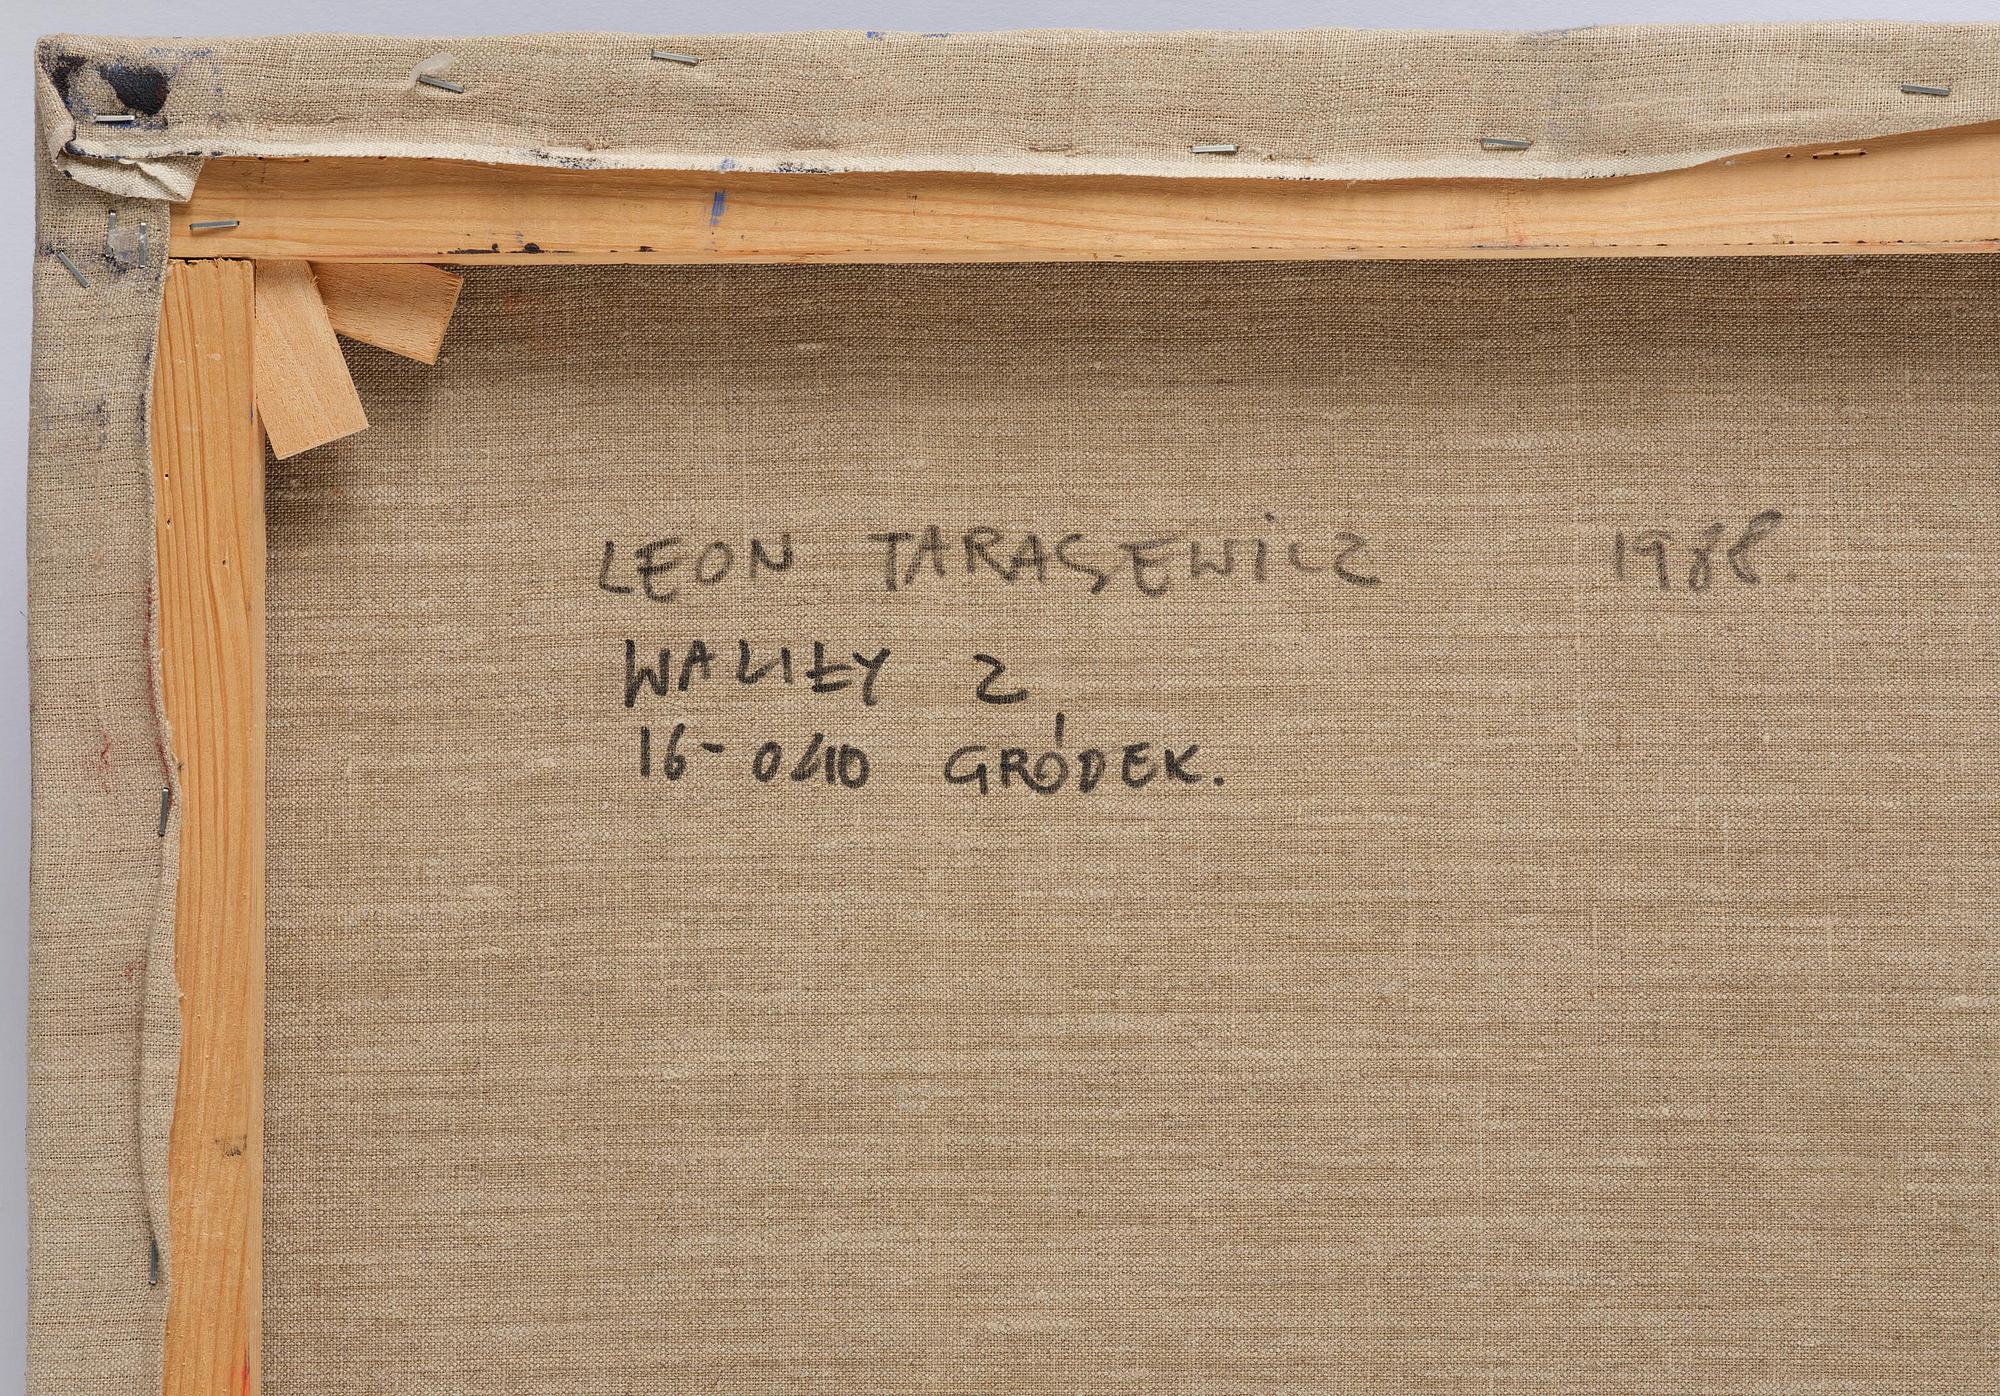 LEON TARASEWICZ 1988.
WALIŁY 2
16-040 GRÓDEK.